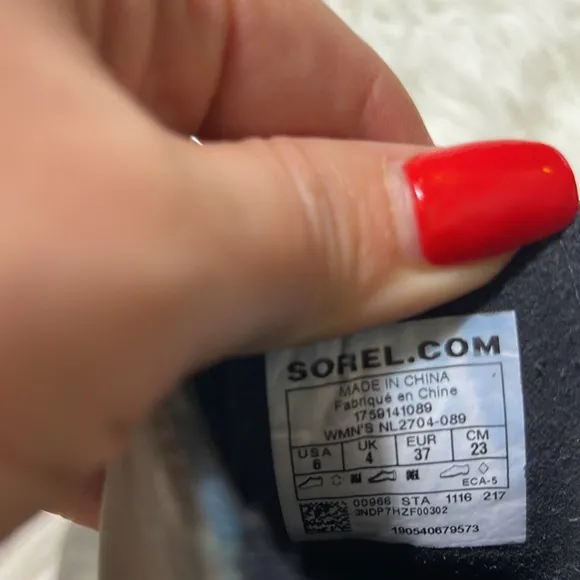 SOREL.COM
MADE IN CHINA
Fabriqué en Chine
1759141089
WMN'S NL2704-089
USA UK EUR CM
6 4 37 23
ECA-5
00966 STA 1116 217
3NDP7HZF00302
190540679573